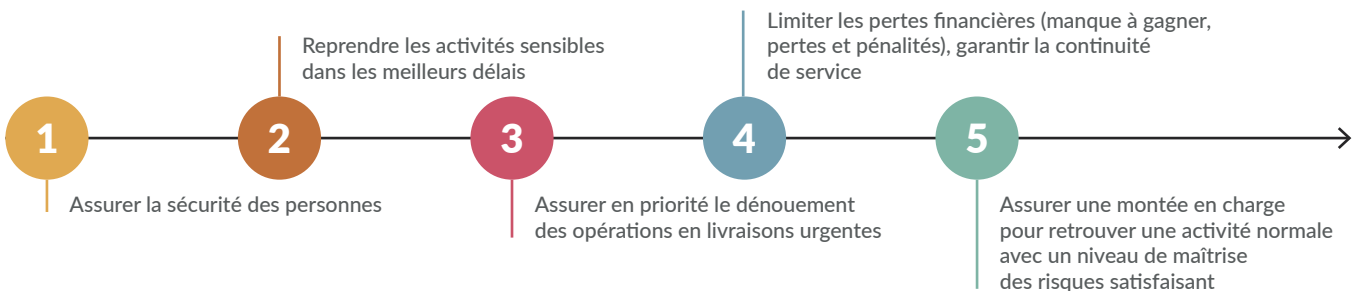 1
Assurer la sécurité des personnes
2
Reprendre les activités sensibles
dans les meilleurs délais
3
Assurer en priorité le dénouement
des opérations en livraisons urgentes
4
Limiter les pertes financières (manque à gagner,
pertes et pénalités), garantir la continuité
de service
5
Assurer une montée en charge
pour retrouver une activité normale
avec un niveau de maîtrise
des risques satisfaisant